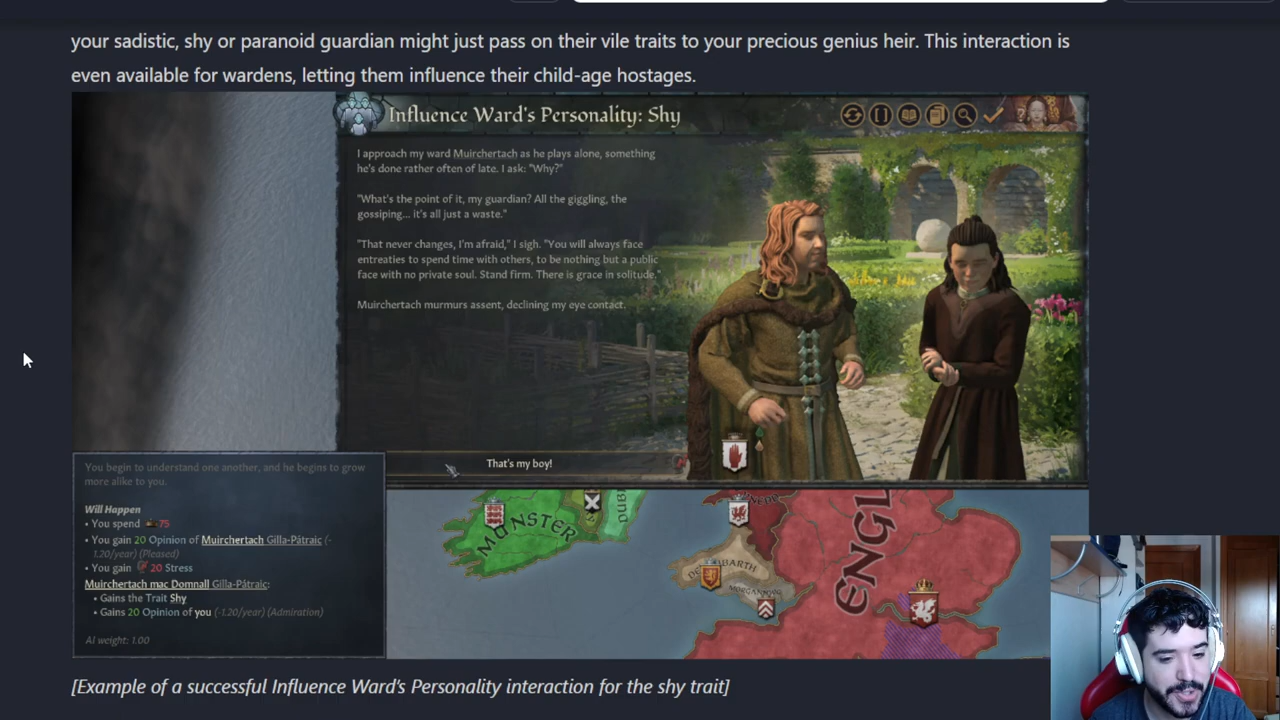 your sadistic, shy or paranoid guardian might just pass on their vile traits to your precious genius heir. This interaction is
even available for wardens, letting them influence their child-age hostages.
Influence Ward's Personality: Shy
I approach my ward Muirchertach as he plays alone, something
he's done rather often of late. I ask: "Why?"
"What's the point of it, my guardian? All the giggling, the
gossiping... it's all just a waste."
"That never changes, I'm afraid," I sigh. "You will always face
entreaties to spend time with others, to be nothing but a public
face with no private soul. Stand firm. There is grace in solitude."
Muirchertach murmurs assent, declining my eye contact.
That's my boy!
You begin to understand one another, and he begins to grow
more alike to you.
Will Happen
• You spend 75
• You gain 20 Opinion of Muirchertach Gilla-Pátraic (-
1.20/year) (Pleased)
• You gain 20 Stress
Muirchertach mac Domnall Gilla-Pátraic:
• Gains the Trait Shy
• Gains 20 Opinion of you (-1.20/year) (Admiration)
AI weight: 1.00
MUNSTER
DUB
DEHEUBARTH
MORGANNWG
ENGL
[Example of a successful Influence Ward's Personality interaction for the shy trait]